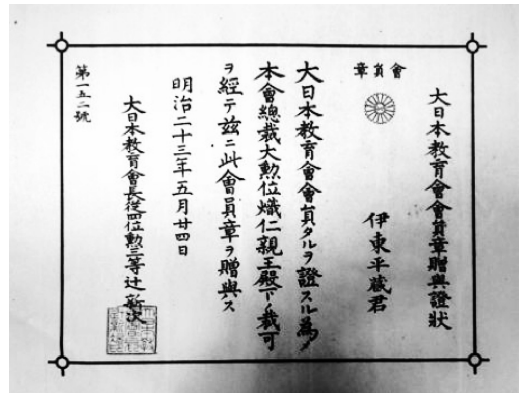 大日本教育會會員章贈與證狀
會員章
伊東平蔵君
大日本教育會會員タルヲ證スル爲メ
本會總裁大勲位熾仁親王殿下ノ裁可
ヲ經テ茲ニ此會員章ヲ贈與ス
明治二十三年五月廿四日
大日本教育會長從四位勲三等辻新次
第一五二號